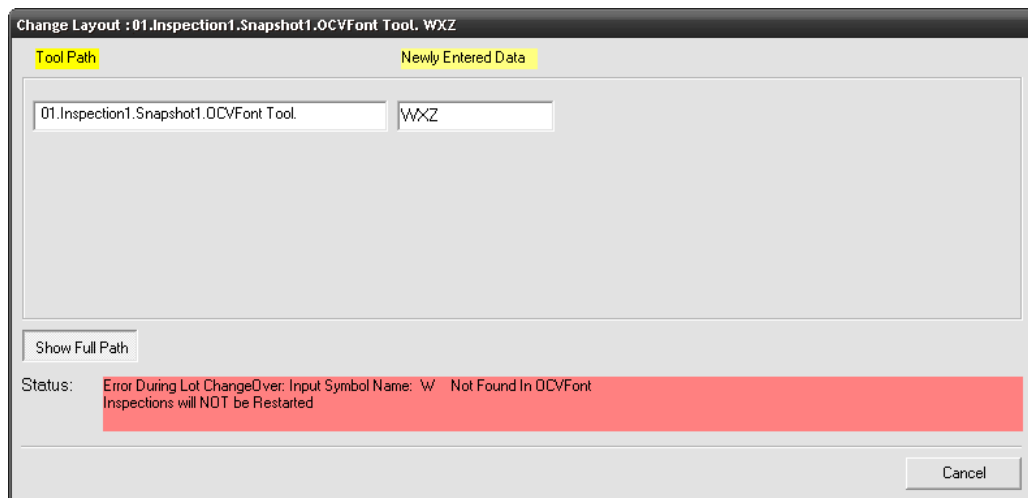 Change Layout :01.Inspection1.Snapshot1.OCVFont Tool. WXZ
Tool Path
Newly Entered Data
01.Inspection1.Snapshot1.OCVFont Tool.
WXZ
Show Full Path
Status:
Error During Lot ChangeOver: Input Symbol Name: W Not Found In OCVFont
Inspections will NOT be Restarted
Cancel